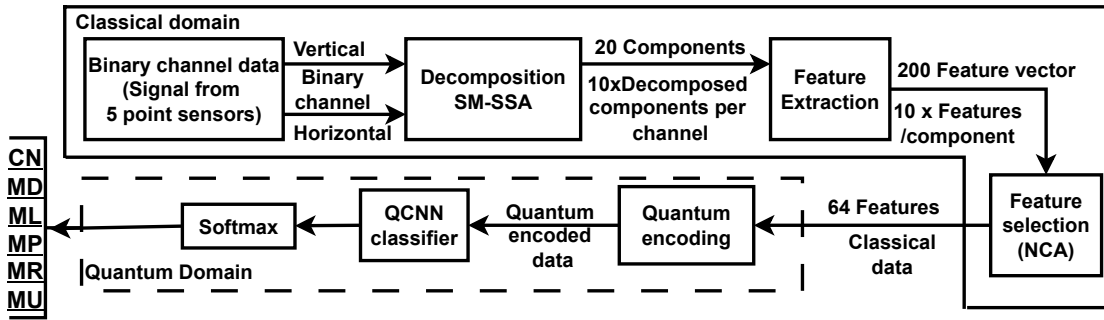 Classical domain
Binary channel data
(Signal from
5 point sensors)
Vertical
Binary
channel
Horizontal
Decomposition
SM-SSA
20 Components
10xDecomposed
components per
channel
Feature
Extraction
200 Feature vector
10 x Features
/component
Feature
selection
(NCA)
64 Features
Classical
data
Quantum
encoding
Quantum
encoded
data
QCNN
classifier
Softmax
Quantum Domain
CN
MD
ML
MP
MR
MU